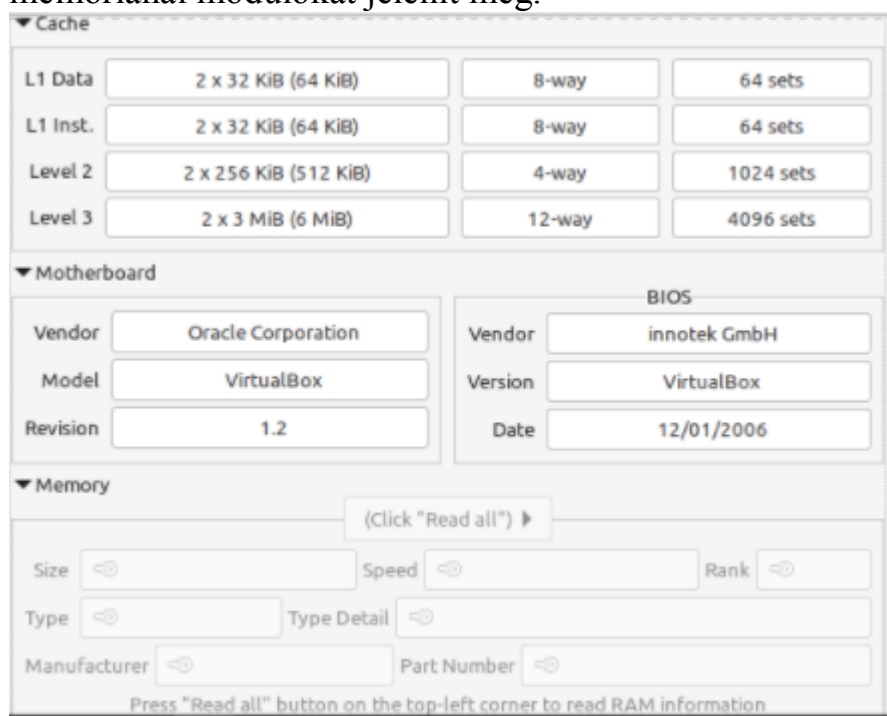 memóriánál modulokat jelenít meg.
Cache
L1 Data 2 x 32 KiB (64 KiB) 8-way 64 sets
L1 Inst. 2 x 32 KiB (64 KiB) 8-way 64 sets
Level 2 2 x 256 KiB (512 KiB) 4-way 1024 sets
Level 3 2 x 3 MiB (6 MiB) 12-way 4096 sets
Motherboard
BIOS
Vendor Oracle Corporation Vendor innotek GmbH
Model VirtualBox Version VirtualBox
Revision 1.2 Date 12/01/2006
Memory
(Click "Read all")
Size Speed Rank
Type Type Detail
Manufacturer Part Number
Press "Read all" button on the top-left corner to read RAM information